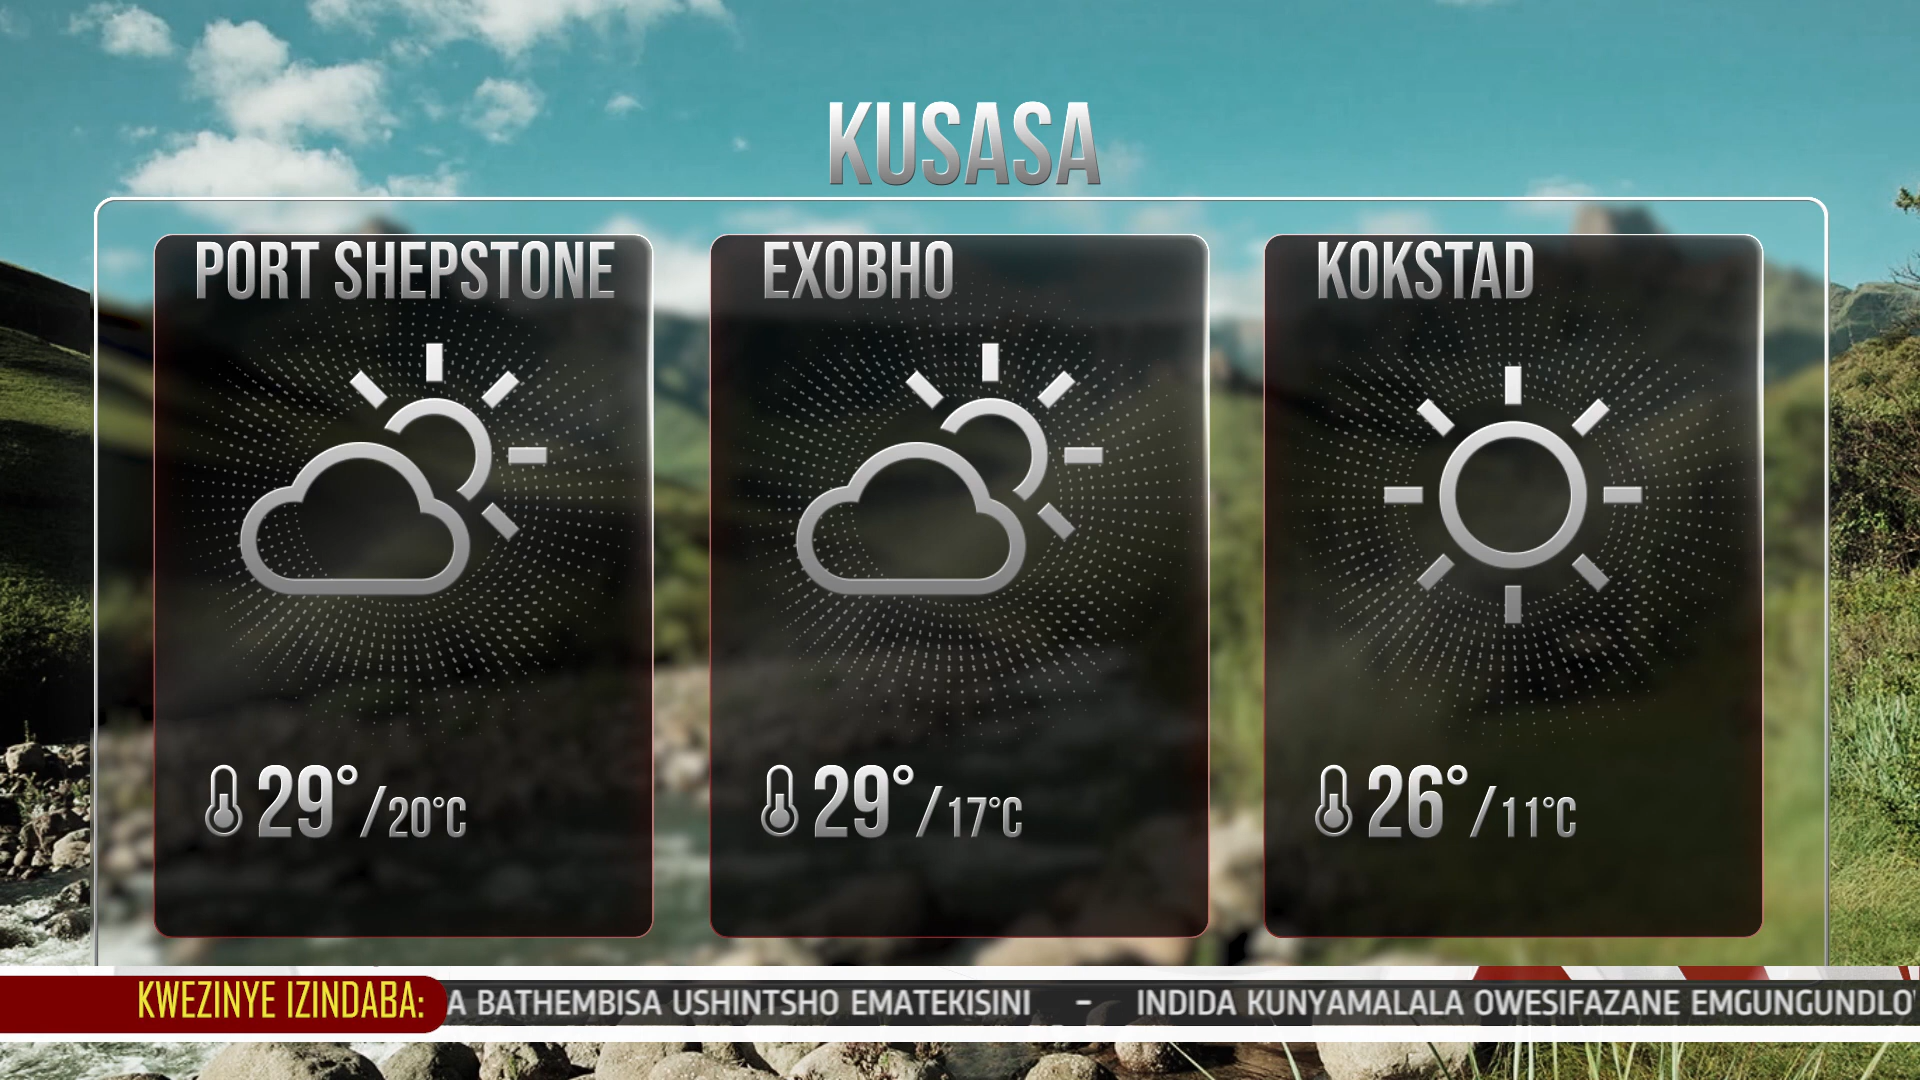 KUSASA
PORT SHEPSTONE
29°/20°C
EXOBHO
29°/17°C
KOKSTAD
26°/11°C
KWEZINYE IZINDABA: A BATHEMBISA USHINTSHO EMATEKISINI - INDIDA KUNYAMALALA OWESIFAZANE EMGUNGUNDLO